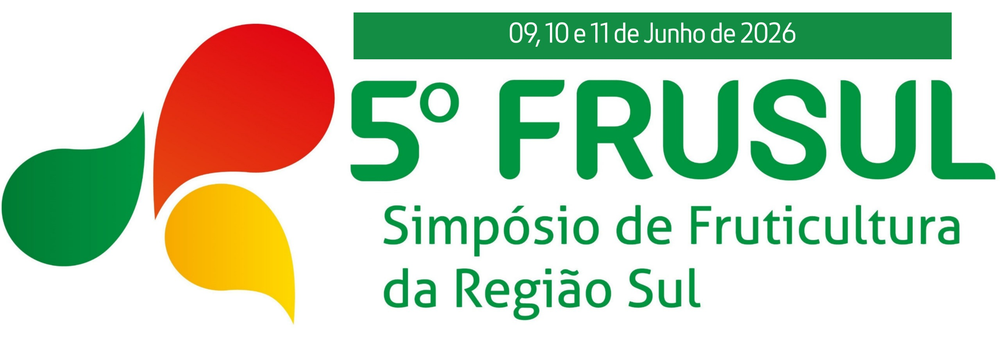 09, 10 e 11 de Junho de 2026
5º FRUSUL
Simpósio de Fruticultura
da Região Sul